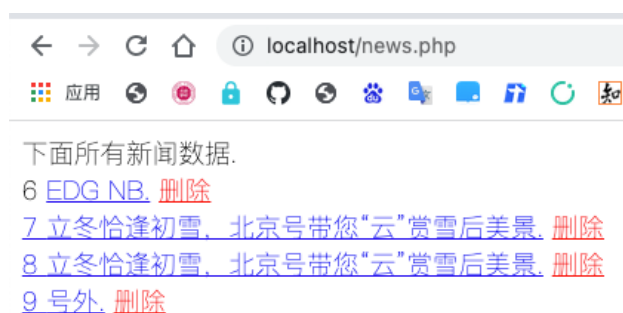 localhost/news.php
应用
知
下面所有新闻数据.
6 EDG NB. 删除
7 立冬恰逢初雪，北京号带您“云”赏雪后美景. 删除
8 立冬恰逢初雪，北京号带您“云”赏雪后美景. 删除
9 号外. 删除